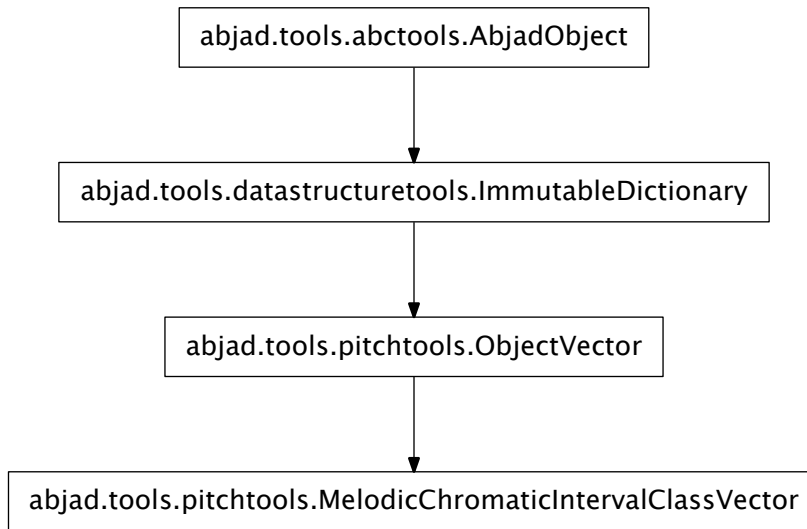 abjad.tools.abctools.AbjadObject
abjad.tools.datastructuretools.ImmutableDictionary
abjad.tools.pitchtools.ObjectVector
abjad.tools.pitchtools.MelodicChromaticIntervalClassVector